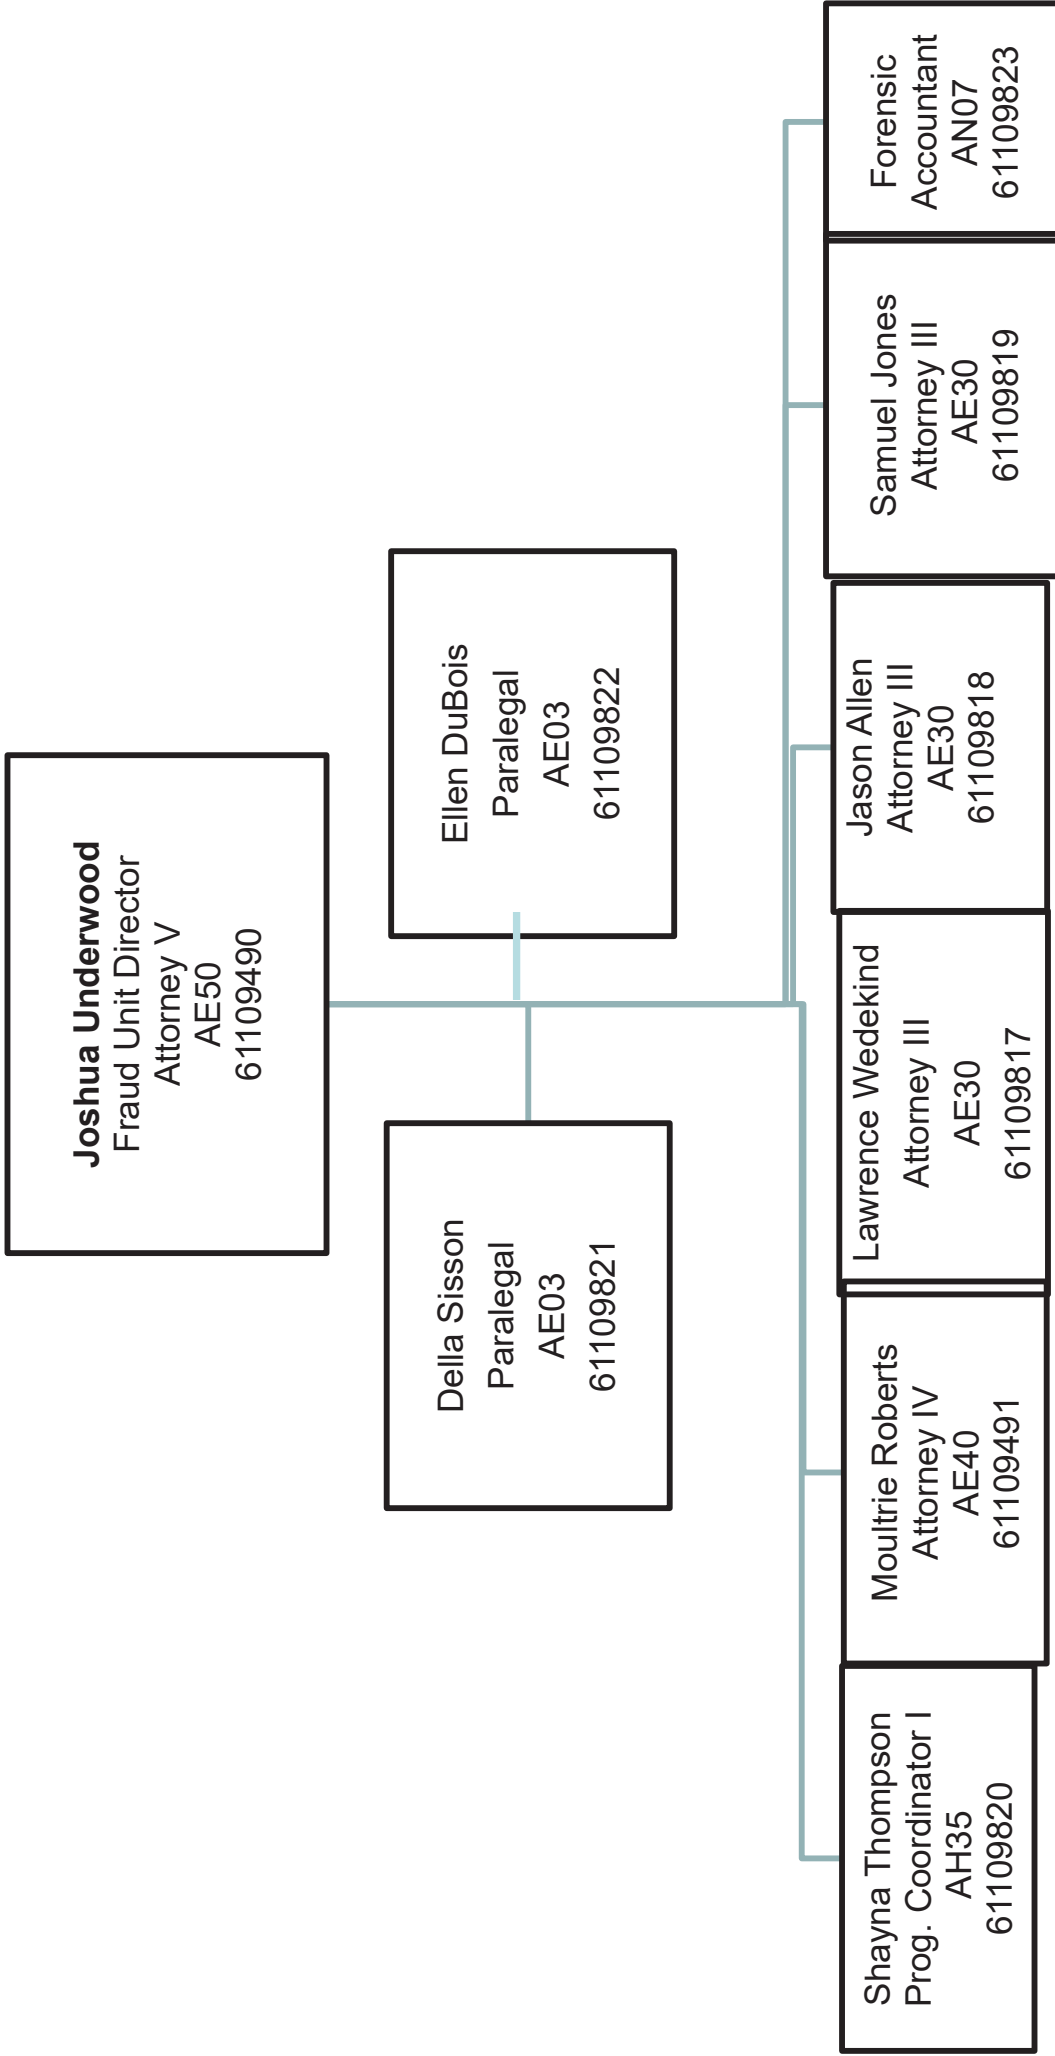 Joshua Underwood
Fraud Unit Director
Attorney V
AE50
61109490
Della Sisson
Paralegal
AE03
61109821
Ellen DuBois
Paralegal
AE03
61109822
Shayna Thompson
Prog. Coordinator I
AH35
61109820
Moultrie Roberts
Attorney IV
AE40
61109491
Lawrence Wedekind
Attorney III
AE30
61109817
Jason Allen
Attorney III
AE30
61109818
Samuel Jones
Attorney III
AE30
61109819
Forensic
Accountant
AN07
61109823